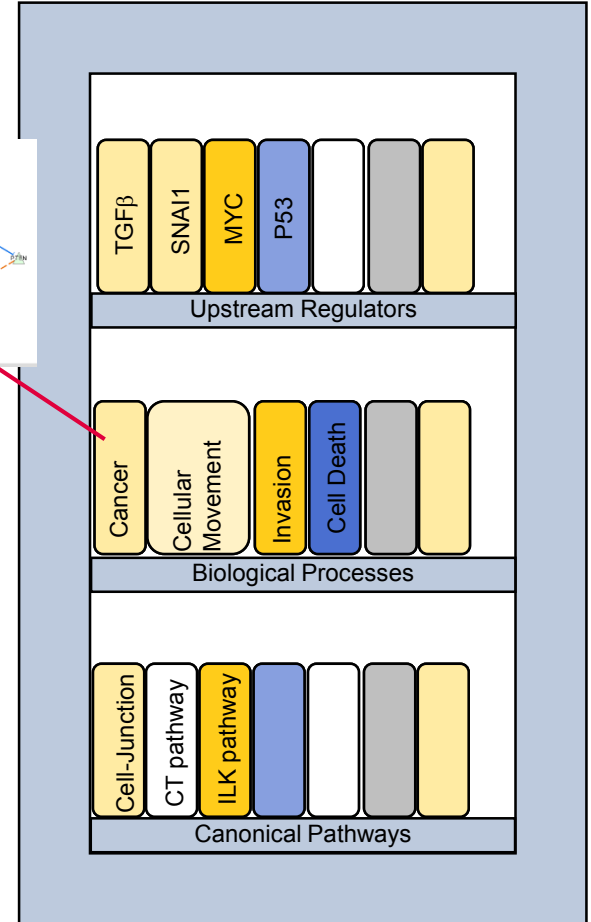 TGFβ
SNAI1
MYC
P53
Upstream Regulators
PTEN
Cancer
Cellular
Movement
Invasion
Cell Death
Biological Processes
Cell-Junction
CT pathway
ILK pathway
Canonical Pathways